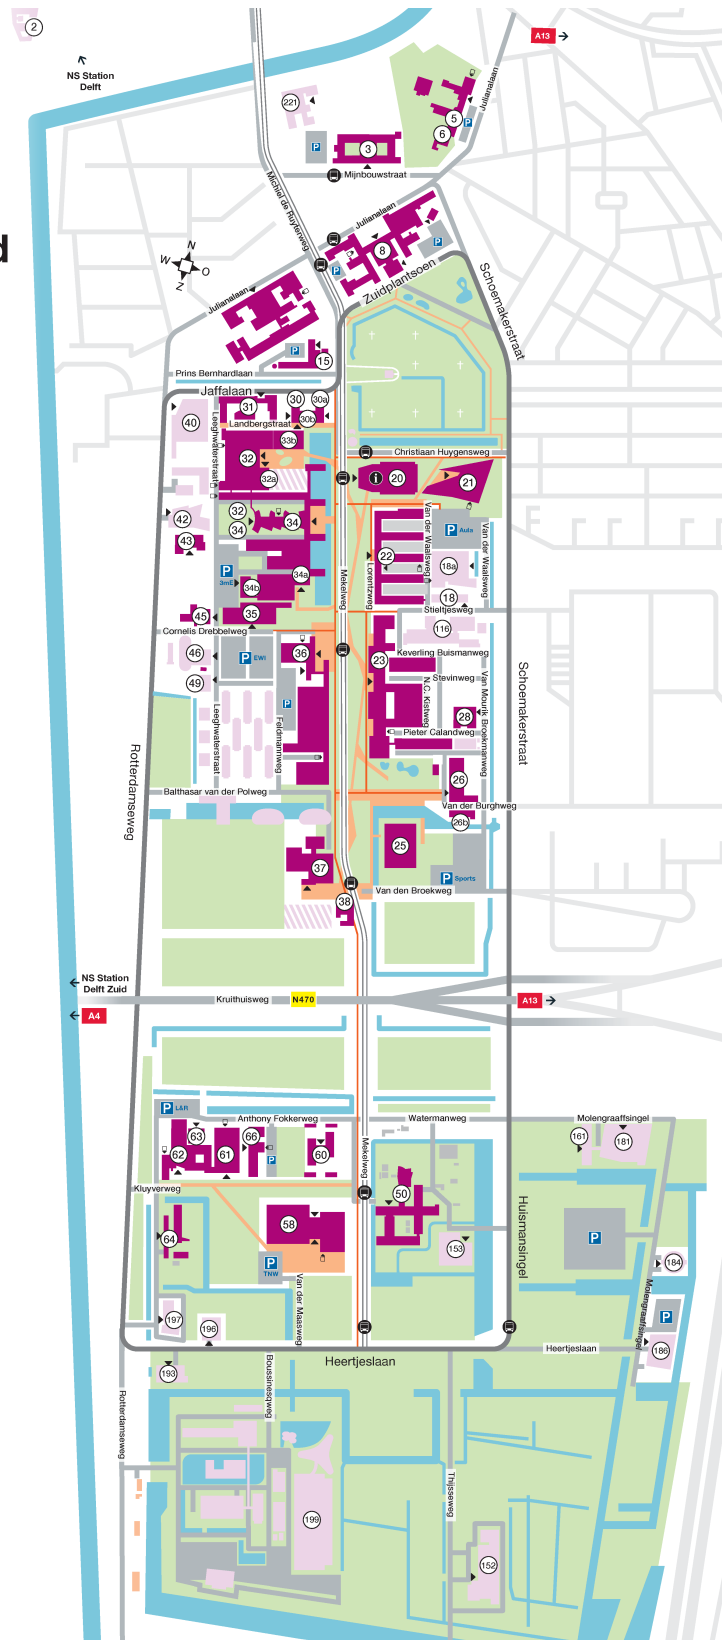 2
NS Station
Delft
A13
221
P
3
5
6
P
Julianalaan
Mijnbouwstraat
Michiel de Ruyterweg
Julianalaan
8
P
P
Zuidplantsoen
d
N
W
O
Z
Julianalaan
Schoemakerstraat
P
15
Prins Bernhardlaan
Jaffalaan
40
31
30
30a
30b
Landbergstraat
Leeghwaterstraat
33b
32
32a
Christiaan Huygensweg
i
20
21
42
43
32
34
34
P
3mE
34b
34a
45
35
Mekelweg
Lorentzweg
22
Van der Waalsweg
P
Aula
Van der Waalsweg
18a
18
Stieltjesweg
Cornelis Drebbelweg
46
49
P
EWI
36
P
116
23
Keverling Buismanweg
Stevinweg
N.C. Kistweg
Van Mourik Broekmanweg
28
Pieter Calandweg
Leeghwaterstraat
Feldmannweg
Schoemakerstraat
Rotterdamseweg
26
Balthasar van der Polweg
Van der Burghweg
26b
25
37
P
Sports
38
Van den Broekweg
NS Station
Delft Zuid
Kruithuisweg
N470
A13
A4
P
L&R
Anthony Fokkerweg
Watermanweg
Molengraaffsingel
63
66
62
61
P
60
161
181
Mekelweg
Kluyverweg
50
Huismansingel
64
58
P
TNW
153
P
184
Van der Maasweg
Molengraaffsingel
P
197
196
186
Heertjeslaan
Heertjeslaan
193
Rotterdamseweg
Boussinesqweg
Thijsseweg
199
152